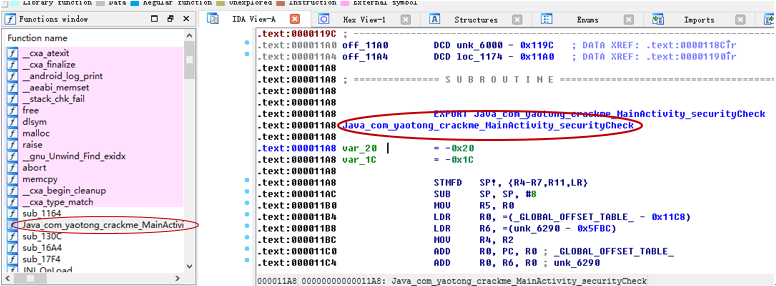 Library function Data Regular function Unexplored Instruction External symbol
Functions window
IDA View-A
Hex View-1
Structures
Enums
Imports
Function name
__cxa_atexit
__cxa_finalize
__android_log_print
__aeabi_memset
__stack_chk_fail
free
dlsym
malloc
raise
__gnu_Unwind_Find_exidx
abort
memcpy
__cxa_begin_cleanup
__cxa_type_match
sub_1164
Java_com_yaotong_crackme_MainActivi
sub_130C
sub_16A4
sub_17F4
JNI_OnLoad
.text:0000119C ;
.text:000011A0 off_11A0 DCD unk_6000 - 0x119C ; DATA XREF: .text:0000118C↑r
.text:000011A4 off_11A4 DCD loc_1174 - 0x11A0 ; DATA XREF: .text:00001190↑r
.text:000011A8
.text:000011A8 ; =============== S U B R O U T I N E =======================
.text:000011A8
.text:000011A8
.text:000011A8 EXPORT Java_com_yaotong_crackme_MainActivity_securityCheck
.text:000011A8 Java_com_yaotong_crackme_MainActivity_securityCheck
.text:000011A8
.text:000011A8 var_20 = -0x20
.text:000011A8 var_1C = -0x1C
.text:000011A8
.text:000011A8 STMFD SP!, {R4-R7,R11,LR}
.text:000011AC SUB SP, SP, #8
.text:000011B0 MOV R5, R0
.text:000011B4 LDR R0, =(_GLOBAL_OFFSET_TABLE_ - 0x11C8)
.text:000011B8 LDR R6, =(unk_6290 - 0x5FBC)
.text:000011BC MOV R4, R2
.text:000011C0 ADD R0, PC, R0 ; _GLOBAL_OFFSET_TABLE_
.text:000011C4 ADD R0, R6, R0 ; unk_6290
000011A8 00000000000011A8: Java_com_yaotong_crackme_MainActivity_securityCheck